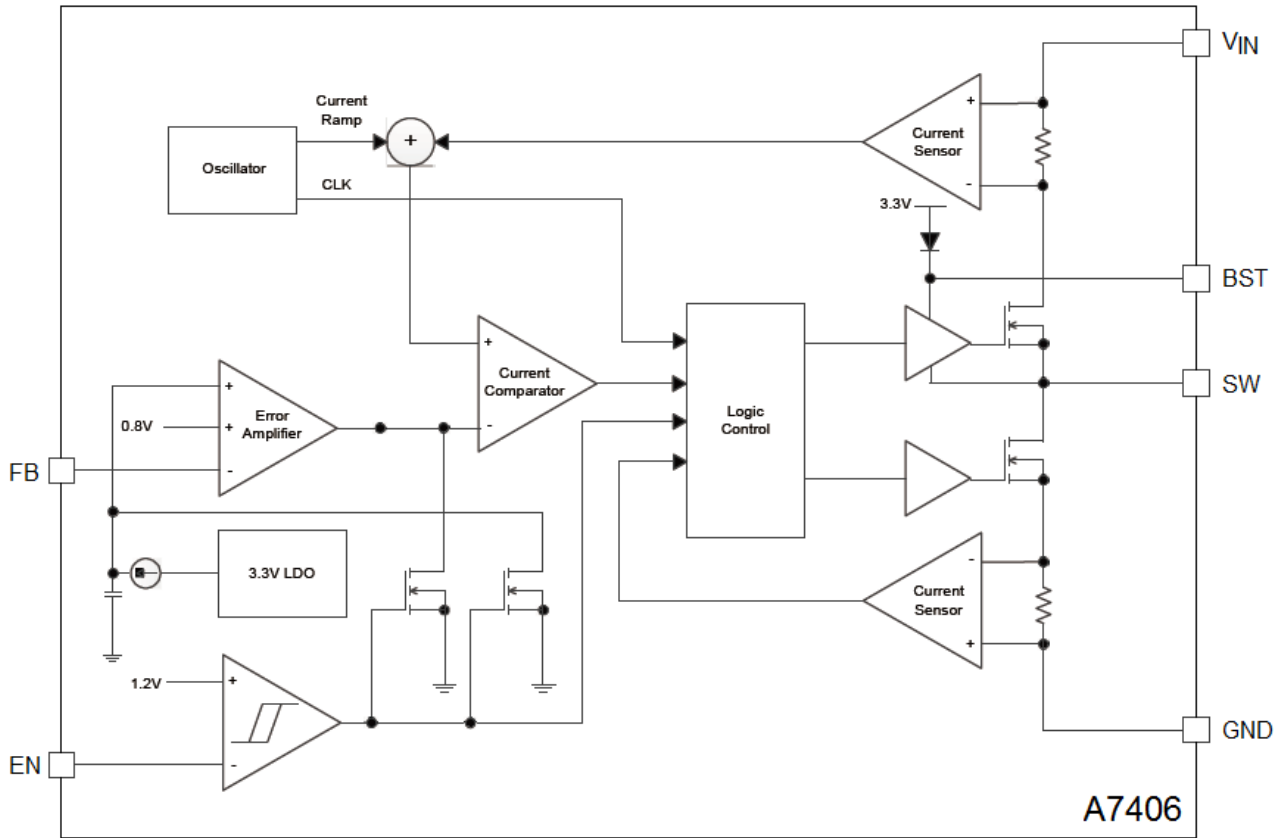 VIN
Current
Ramp
+
+
Current
Sensor
-
Oscillator
CLK
3.3V
BST
+
Current
Comparator
-
SW
+
0.8V
+
Error
Amplifier
-
Logic
Control
FB
3.3V LDO
-
Current
Sensor
+
1.2V
+
GND
EN
-
A7406